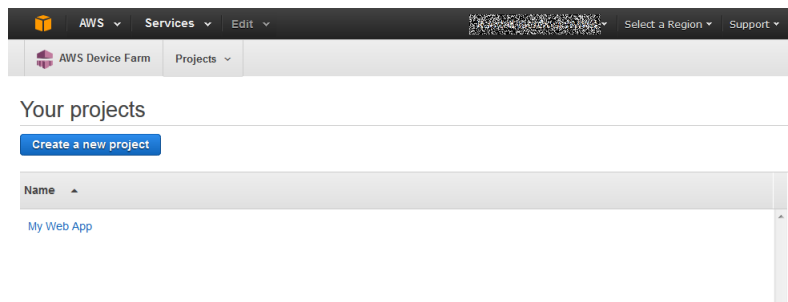 AWS Services Edit Select a Region Support
AWS Device Farm Projects
Your projects
Create a new project
Name
My Web App